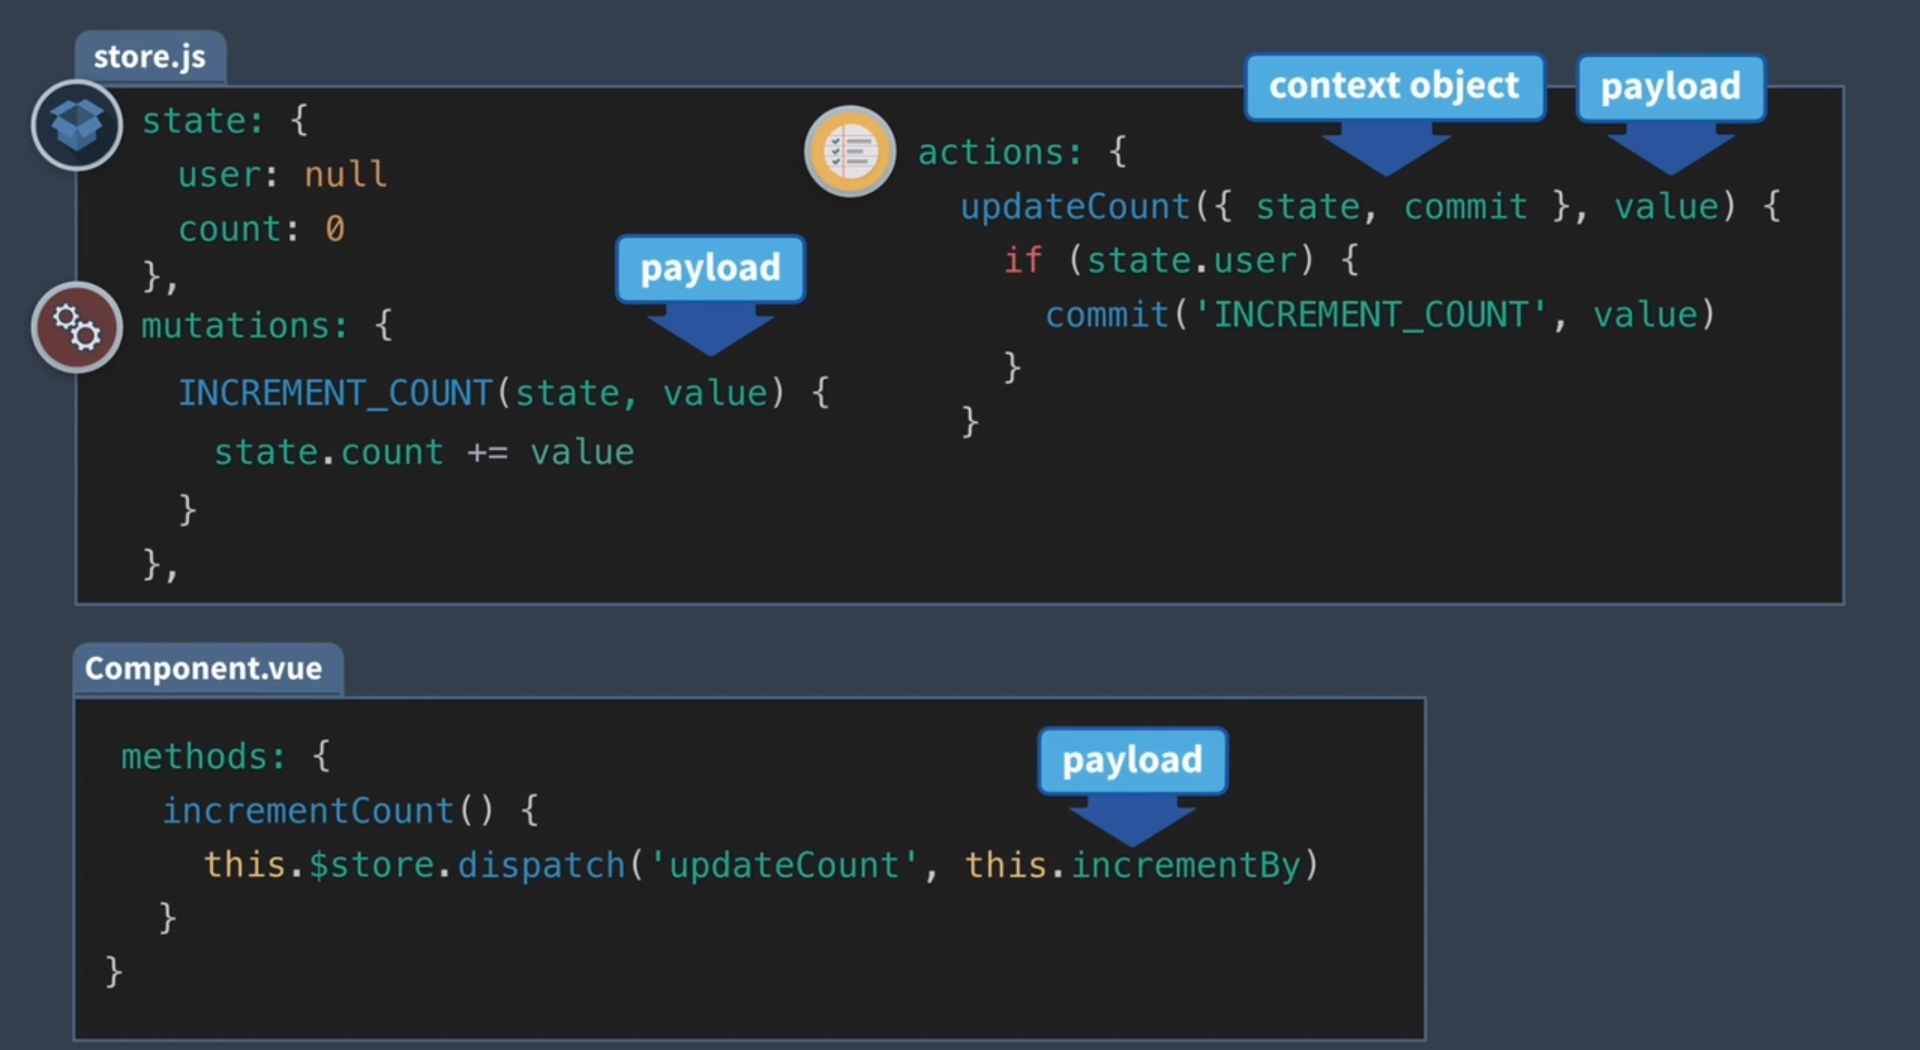 store.js
state: {
user: null
count: 0
},
mutations: {
payload
INCREMENT_COUNT(state, value) {
state.count += value
}
},
context object
payload
actions: {
updateCount({ state, commit }, value) {
if (state.user) {
commit('INCREMENT_COUNT', value)
}
}
Component.vue
methods: {
incrementCount() {
payload
this.$store.dispatch('updateCount', this.incrementBy)
}
}